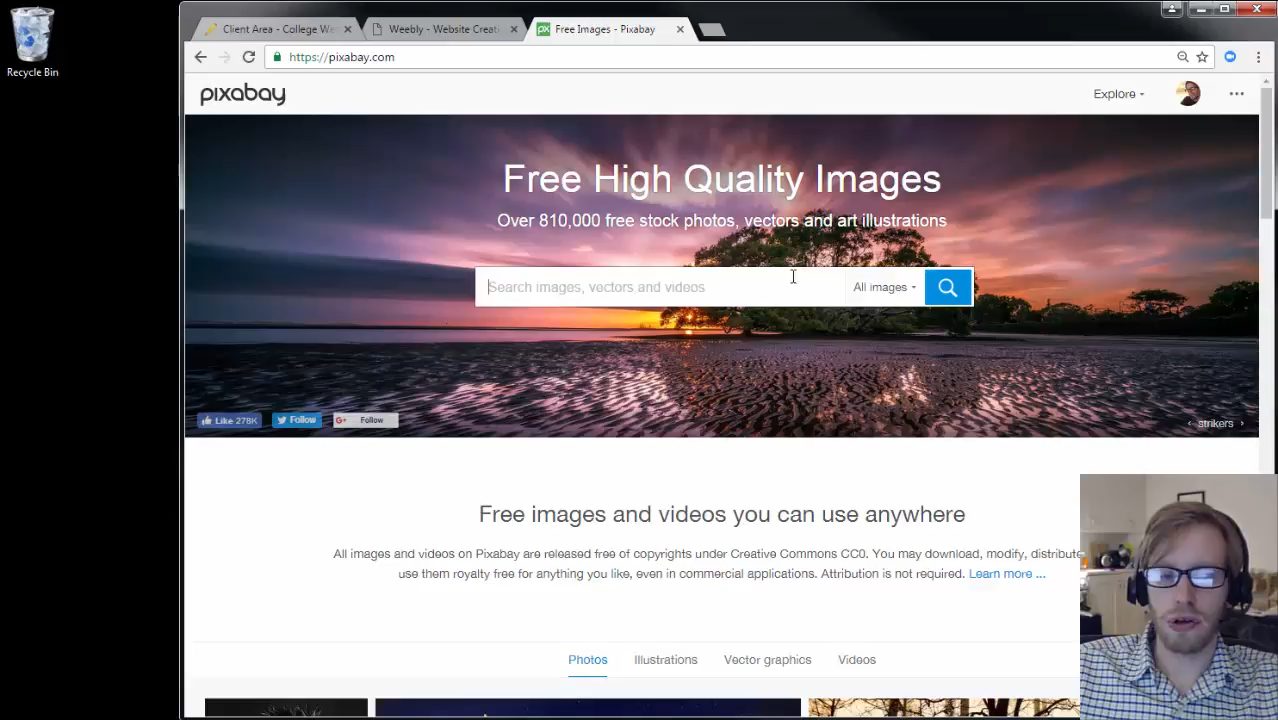 Recycle Bin
Client Area - College We
Weebly - Website Creati
Free Images - Pixabay
https://pixabay.com
pixabay
Explore
Free High Quality Images
Over 810,000 free stock photos, vectors and art illustrations
Search images, vectors and videos
All images
Like 278K
Follow
G+ Follow
strikers
Free images and videos you can use anywhere
All images and videos on Pixabay are released free of copyrights under Creative Commons CC0. You may download, modify, distribute
use them royalty free for anything you like, even in commercial applications. Attribution is not required. Learn more ...
Photos Illustrations Vector graphics Videos